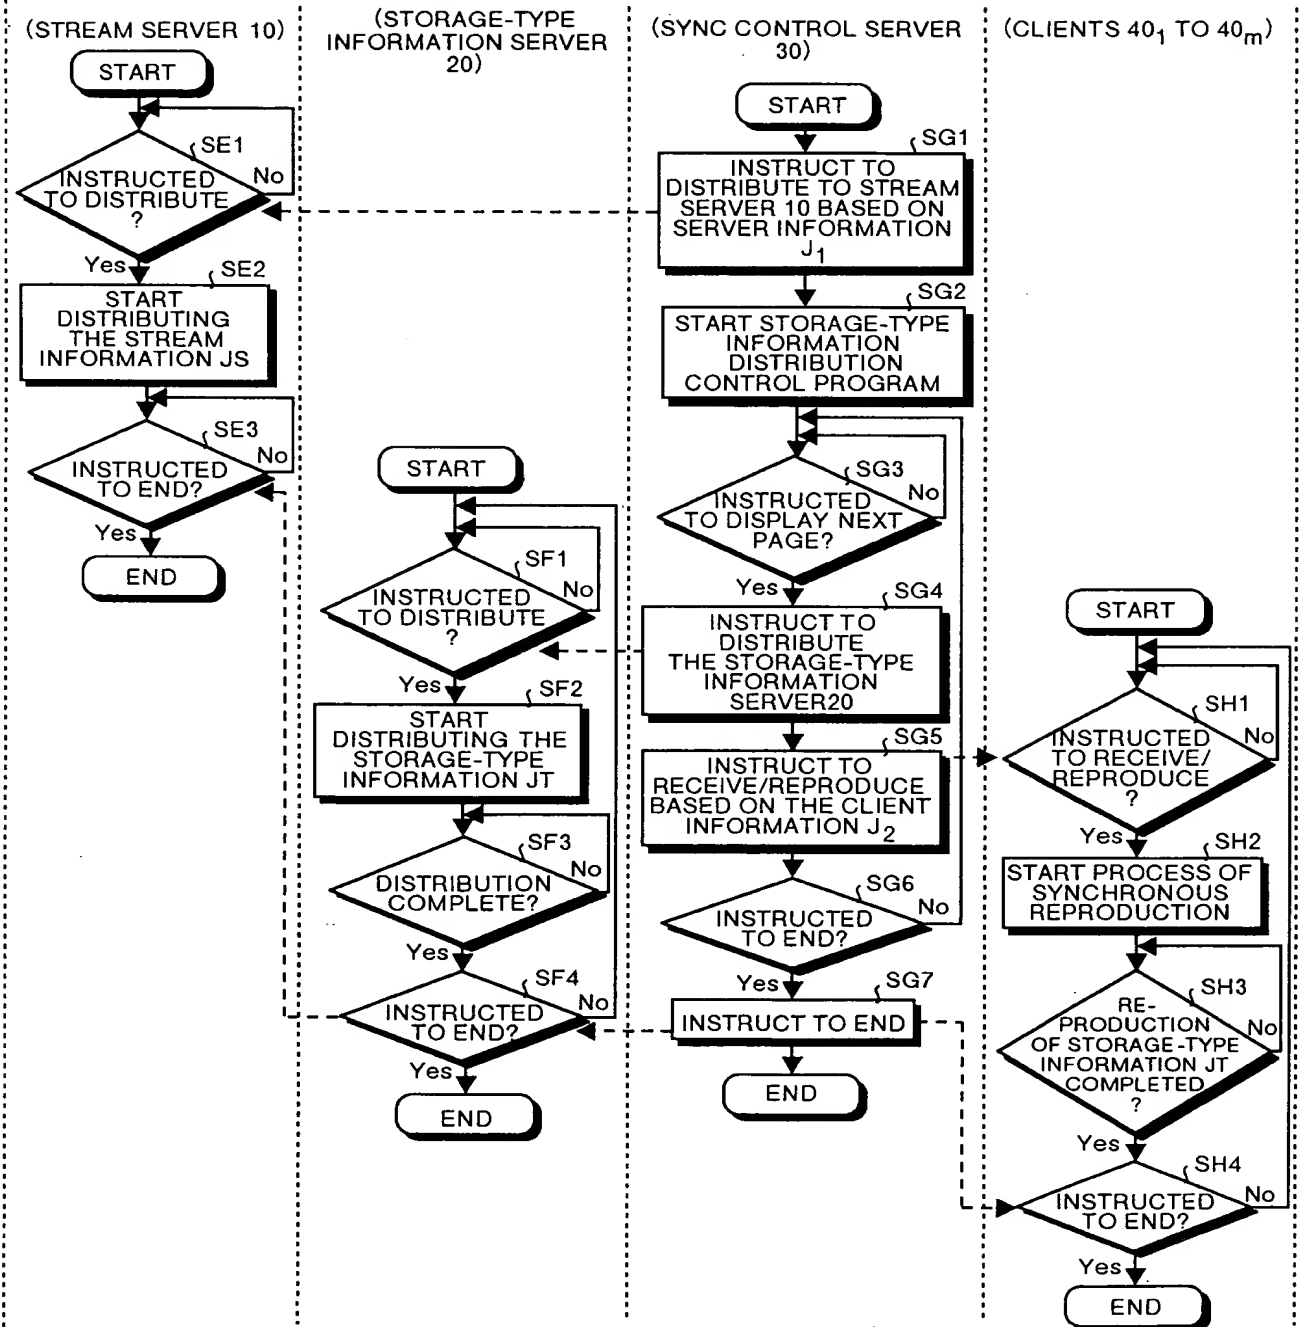 (STREAM SERVER 10)
START
SE1
INSTRUCTED
TO DISTRIBUTE
?
No
Yes
SE2
START
DISTRIBUTING
THE STREAM
INFORMATION JS
SE3
INSTRUCTED
TO END?
No
Yes
END
(STORAGE-TYPE
INFORMATION SERVER
20)
START
SF1
INSTRUCTED
TO DISTRIBUTE
?
No
Yes
SF2
START
DISTRIBUTING THE
STORAGE-TYPE
INFORMATION JT
SF3
DISTRIBUTION
COMPLETE?
No
Yes
SF4
INSTRUCTED
TO END?
No
Yes
END
(SYNC CONTROL SERVER
30)
START
SG1
INSTRUCT TO
DISTRIBUTE TO STREAM
SERVER 10 BASED ON
SERVER INFORMATION
J1
SG2
START STORAGE-TYPE
INFORMATION
DISTRIBUTION
CONTROL PROGRAM
SG3
INSTRUCTED
TO DISPLAY NEXT
PAGE?
No
Yes
SG4
INSTRUCT TO
DISTRIBUTE
THE STORAGE-TYPE
INFORMATION
SERVER20
SG5
INSTRUCT TO
RECEIVE/REPRODUCE
BASED ON THE CLIENT
INFORMATION J2
SG6
INSTRUCTED
TO END?
No
Yes
SG7
INSTRUCT TO END
END
(CLIENTS 401 TO 40m)
START
SH1
INSTRUCTED
TO RECEIVE/
REPRODUCE
?
No
Yes
SH2
START PROCESS OF
SYNCHRONOUS
REPRODUCTION
SH3
RE-
PRODUCTION
OF STORAGE-TYPE
INFORMATION JT
COMPLETED
?
No
Yes
SH4
INSTRUCTED
TO END?
No
Yes
END